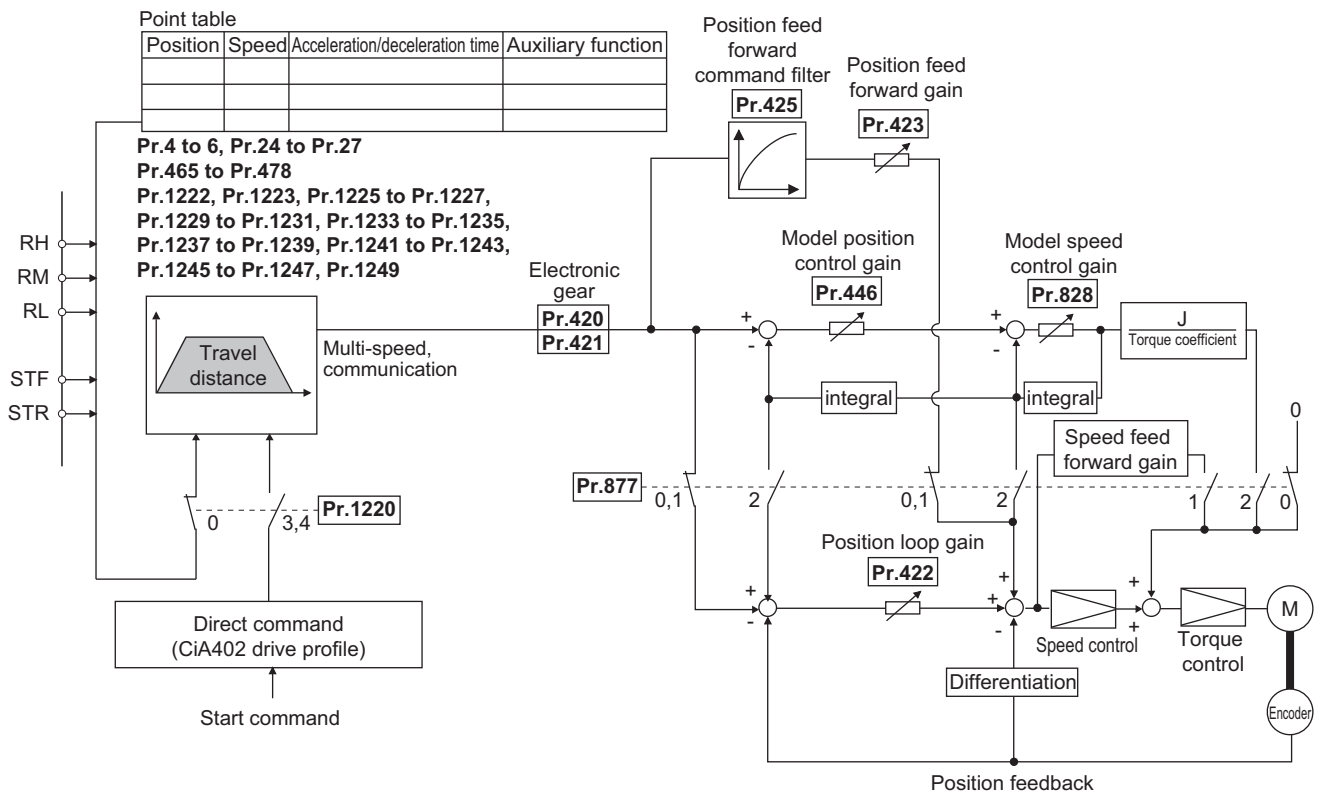 Point table
Position Speed Acceleration/deceleration time Auxiliary function
Pr.4 to 6, Pr.24 to Pr.27
Pr.465 to Pr.478
Pr.1222, Pr.1223, Pr.1225 to Pr.1227,
Pr.1229 to Pr.1231, Pr.1233 to Pr.1235,
Pr.1237 to Pr.1239, Pr.1241 to Pr.1243,
Pr.1245 to Pr.1247, Pr.1249
RH
RM
RL
STF
STR
Travel
distance
Multi-speed,
communication
0
3,4
Pr.1220
Direct command
(CiA402 drive profile)
Start command
Electronic
gear
Pr.420
Pr.421
Position feed
forward
command filter
Pr.425
Position feed
forward gain
Pr.423
Model position
control gain
Pr.446
Model speed
control gain
Pr.828
J
Torque coefficient
+
-
+
-
integral
integral
Speed feed
forward gain
0
Pr.877
0,1
2
0,1
2
1
2
0
Position loop gain
Pr.422
+
-
+
+
-
+
+
Speed control
Torque
control
M
Differentiation
Encoder
Position feedback